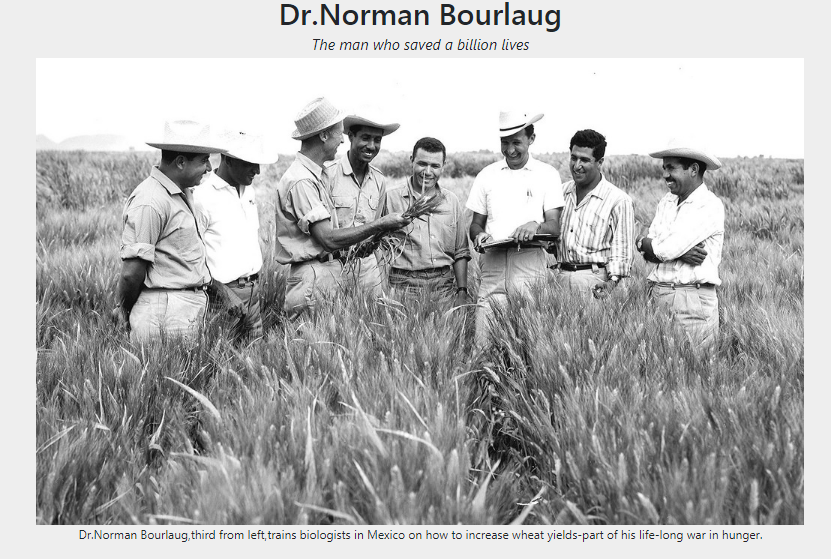 Dr.Norman Bourlaug
The man who saved a billion lives
Dr.Norman Bourlaug,third from left,trains biologists in Mexico on how to increase wheat yields-part of his life-long war in hunger.